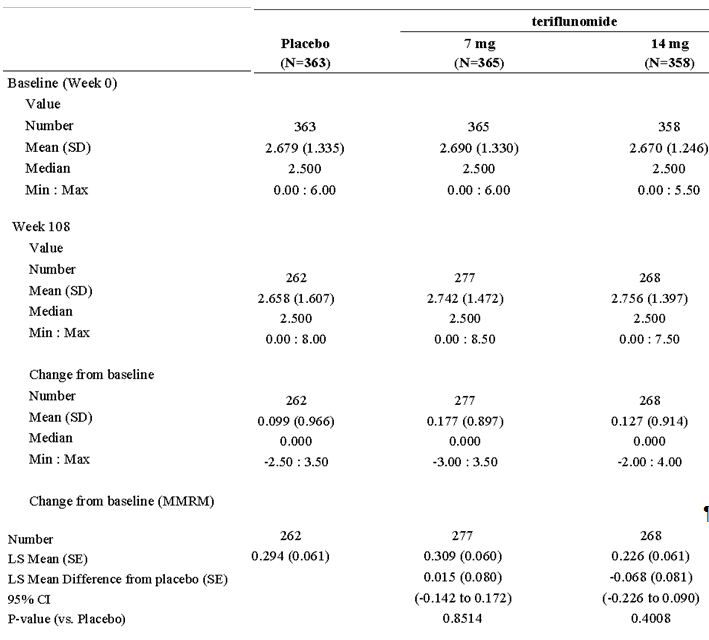 teriflunomide
Placebo 7 mg 14 mg
(N=363) (N=365) (N=358)
Baseline (Week 0)
Value
Number 363 365 358
Mean (SD) 2.679 (1.335) 2.690 (1.330) 2.670 (1.246)
Median 2.500 2.500 2.500
Min : Max 0.00 : 6.00 0.00 : 6.00 0.00 : 5.50
Week 108
Value
Number 262 277 268
Mean (SD) 2.658 (1.607) 2.742 (1.472) 2.756 (1.397)
Median 2.500 2.500 2.500
Min : Max 0.00 : 8.00 0.00 : 8.50 0.00 : 7.50
Change from baseline
Number 262 277 268
Mean (SD) 0.099 (0.966) 0.177 (0.897) 0.127 (0.914)
Median 0.000 0.000 0.000
Min : Max -2.50 : 3.50 -3.00 : 3.50 -2.00 : 4.00
Change from baseline (MMRM)
¶
Number 262 277 268
LS Mean (SE) 0.294 (0.061) 0.309 (0.060) 0.226 (0.061)
LS Mean Difference from placebo (SE) 0.015 (0.080) -0.068 (0.081)
95% CI (-0.142 to 0.172) (-0.226 to 0.090)
P-value (vs. Placebo) 0.8514 0.4008